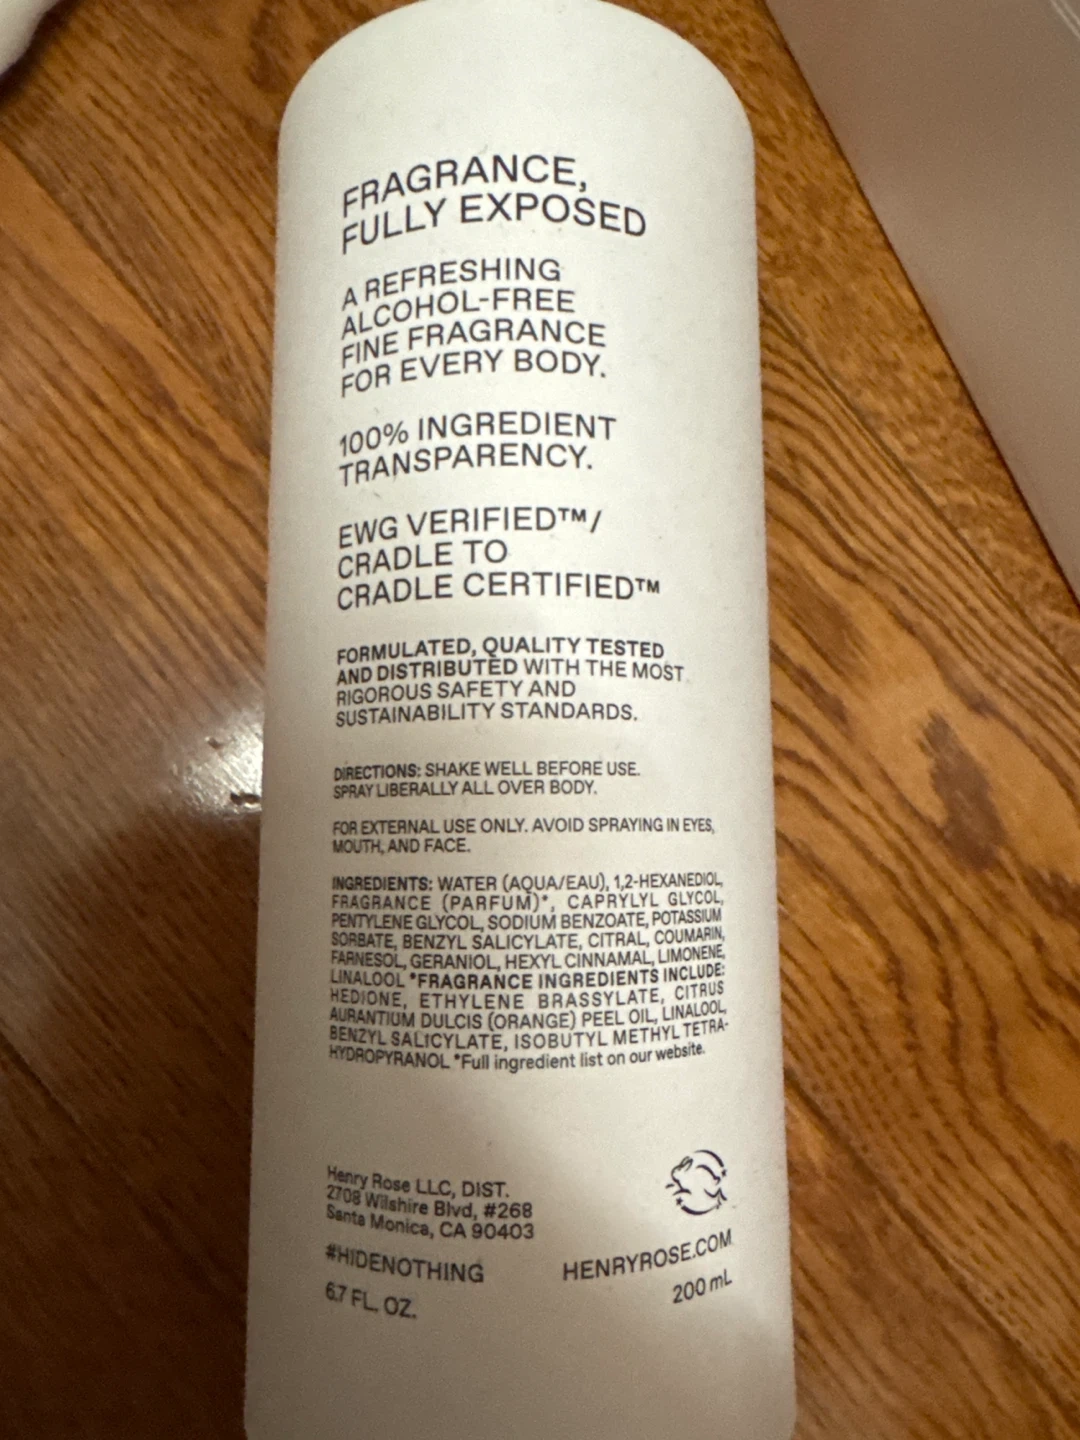 FRAGRANCE,
FULLY EXPOSED
A REFRESHING
ALCOHOL-FREE
FINE FRAGRANCE
FOR EVERY BODY.
100% INGREDIENT
TRANSPARENCY.
EWG VERIFIED™/
CRADLE TO
CRADLE CERTIFIED™
FORMULATED, QUALITY TESTED
AND DISTRIBUTED WITH THE MOST
RIGOROUS SAFETY AND
SUSTAINABILITY STANDARDS.
DIRECTIONS: SHAKE WELL BEFORE USE.
SPRAY LIBERALLY ALL OVER BODY.
FOR EXTERNAL USE ONLY. AVOID SPRAYING IN EYES,
MOUTH, AND FACE.
INGREDIENTS: WATER (AQUA/EAU), 1,2-HEXANEDIOL,
FRAGRANCE (PARFUM)*, CAPRYLYL GLYCOL,
PENTYLENE GLYCOL, SODIUM BENZOATE, POTASSIUM
SORBATE, BENZYL SALICYLATE, CITRAL, COUMARIN,
FARNESOL, GERANIOL, HEXYL CINNAMAL, LIMONENE,
LINALOOL *FRAGRANCE INGREDIENTS INCLUDE:
HEDIONE, ETHYLENE BRASSYLATE, CITRUS
AURANTIUM DULCIS (ORANGE) PEEL OIL, LINALOOL,
BENZYL SALICYLATE, ISOBUTYL METHYL TETRA-
HYDROPYRANOL *Full ingredient list on our website.
Henry Rose LLC, DIST.
2708 Wilshire Blvd, #268
Santa Monica, CA 90403
#HIDENOTHING
HENRYROSE.COM
6.7 FL. OZ.
200 mL